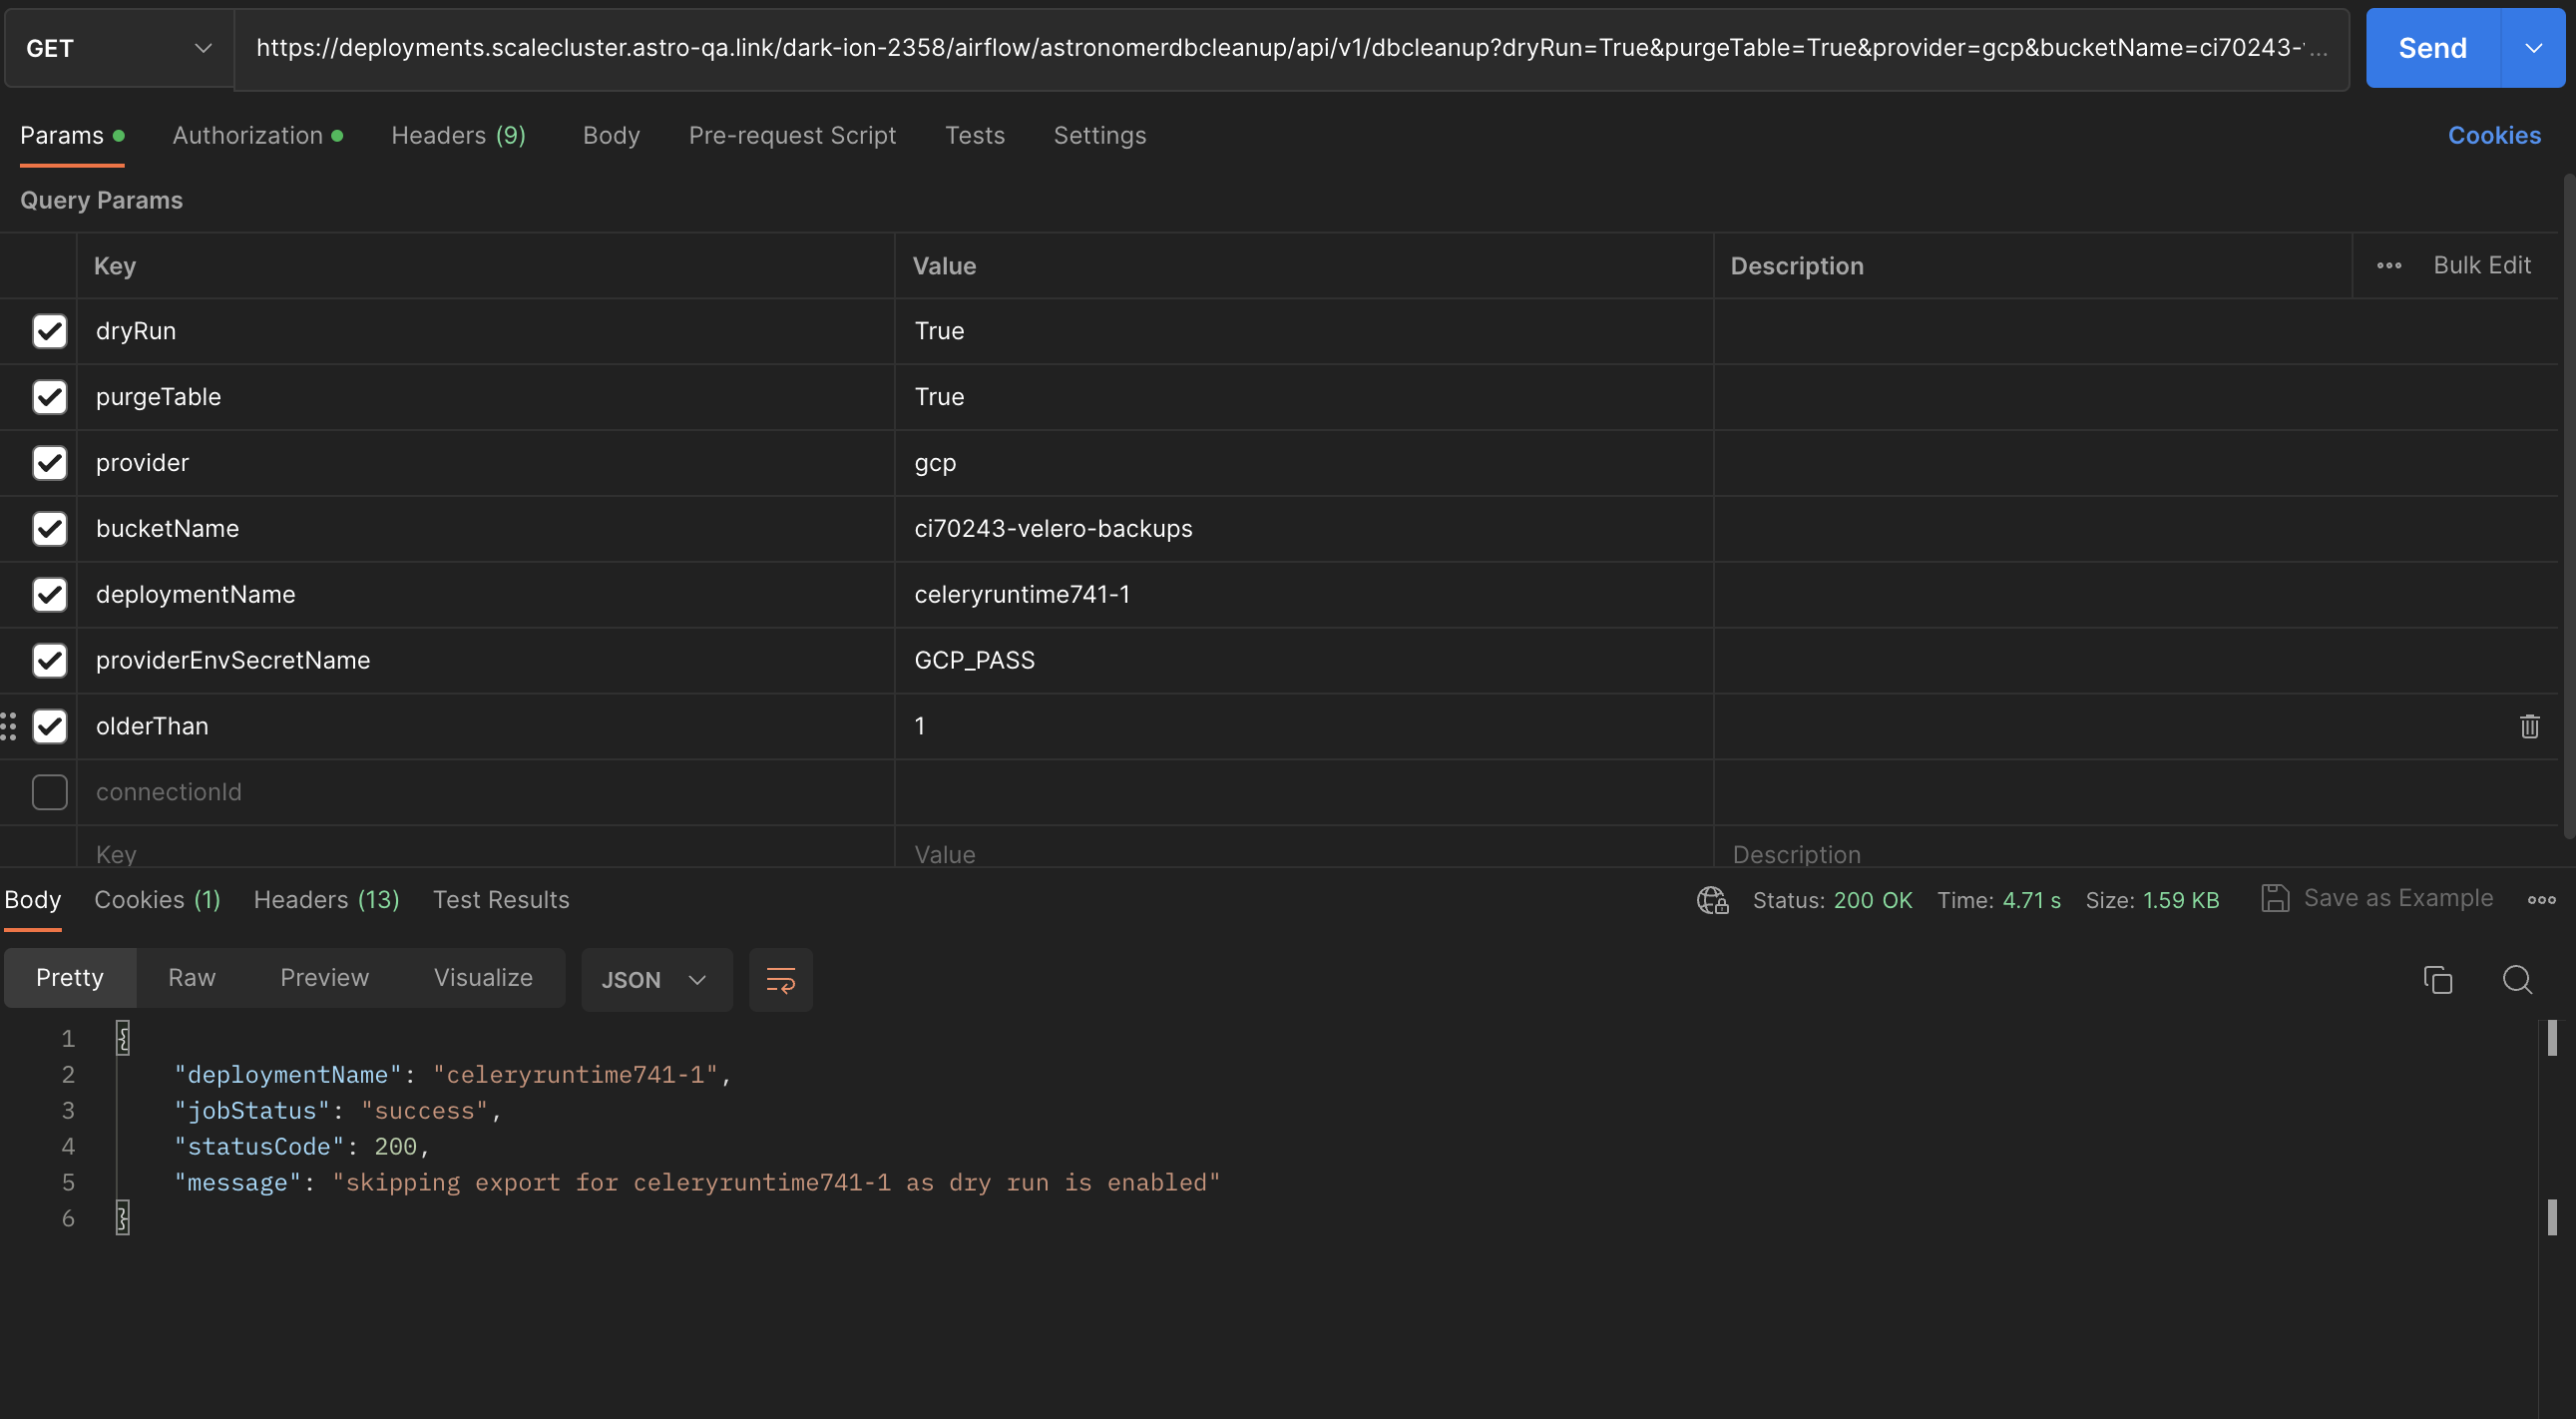 GET
https://deployments.scalecluster.astro-qa.link/dark-ion-2358/airflow/astronomerdbcleanup/api/v1/dbcleanup?dryRun=True&purgeTable=True&provider=gcp&bucketName=ci70243-...
Send
Params Authorization Headers (9) Body Pre-request Script Tests Settings Cookies
Query Params
Key Value Description Bulk Edit
dryRun True
purgeTable True
provider gcp
bucketName ci70243-velero-backups
deploymentName celeryruntime741-1
providerEnvSecretName GCP_PASS
olderThan 1
connectionId
Key Value Description
Body Cookies (1) Headers (13) Test Results Status: 200 OK Time: 4.71 s Size: 1.59 KB Save as Example
Pretty Raw Preview Visualize JSON
1 {
2 "deploymentName": "celeryruntime741-1",
3 "jobStatus": "success",
4 "statusCode": 200,
5 "message": "skipping export for celeryruntime741-1 as dry run is enabled"
6 }